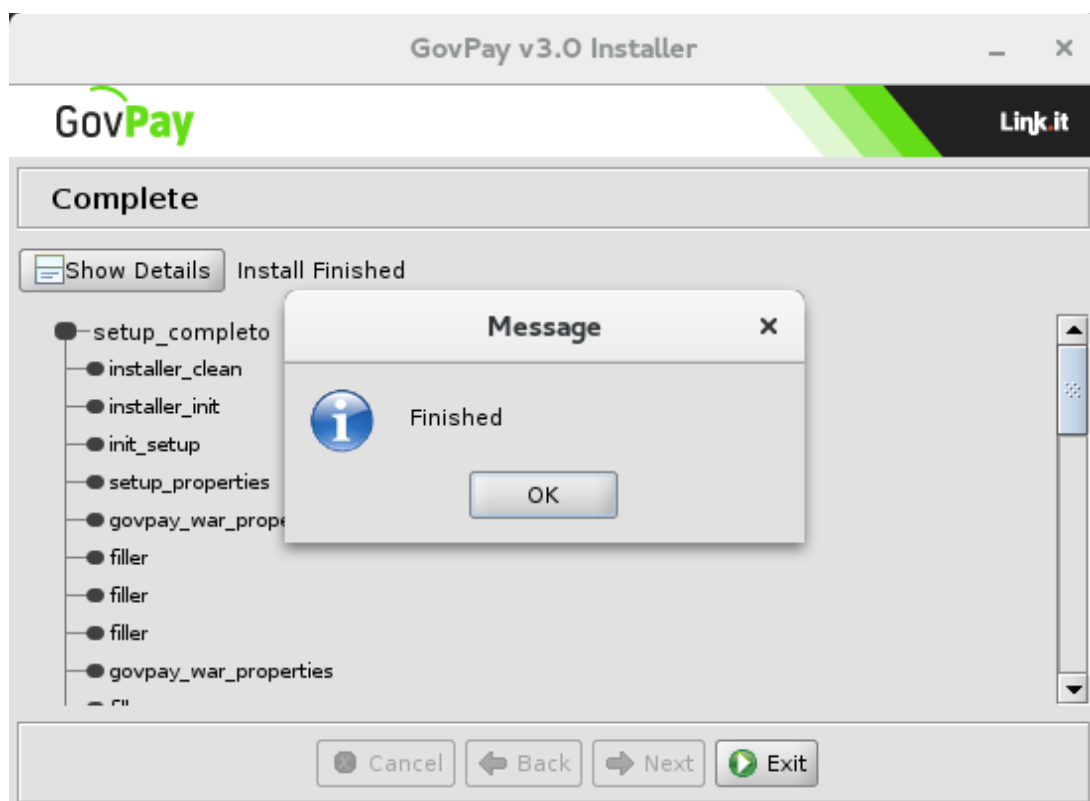 GovPay v3.0 Installer
GovPay
Link.it
Complete
Show Details
Install Finished
Message
Finished
OK
setup_completo
installer_clean
installer_init
init_setup
setup_properties
govpay_war_prope
filler
filler
filler
govpay_war_properties
Cancel
Back
Next
Exit